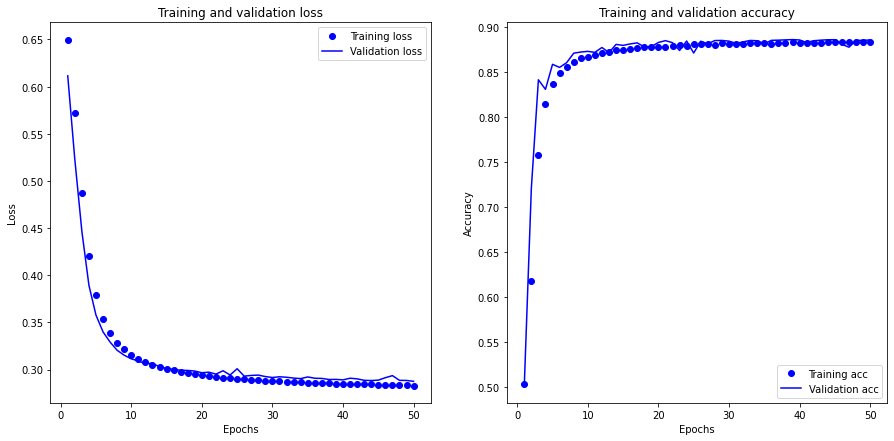 Training and validation loss
Training loss
Validation loss
0.65
0.60
0.55
0.50
0.45
0.40
0.35
0.30
Loss
0
10
20
30
40
50
Epochs
Training and validation accuracy
0.90
0.85
0.80
0.75
0.70
0.65
0.60
0.55
0.50
Accuracy
Training acc
Validation acc
0
10
20
30
40
50
Epochs